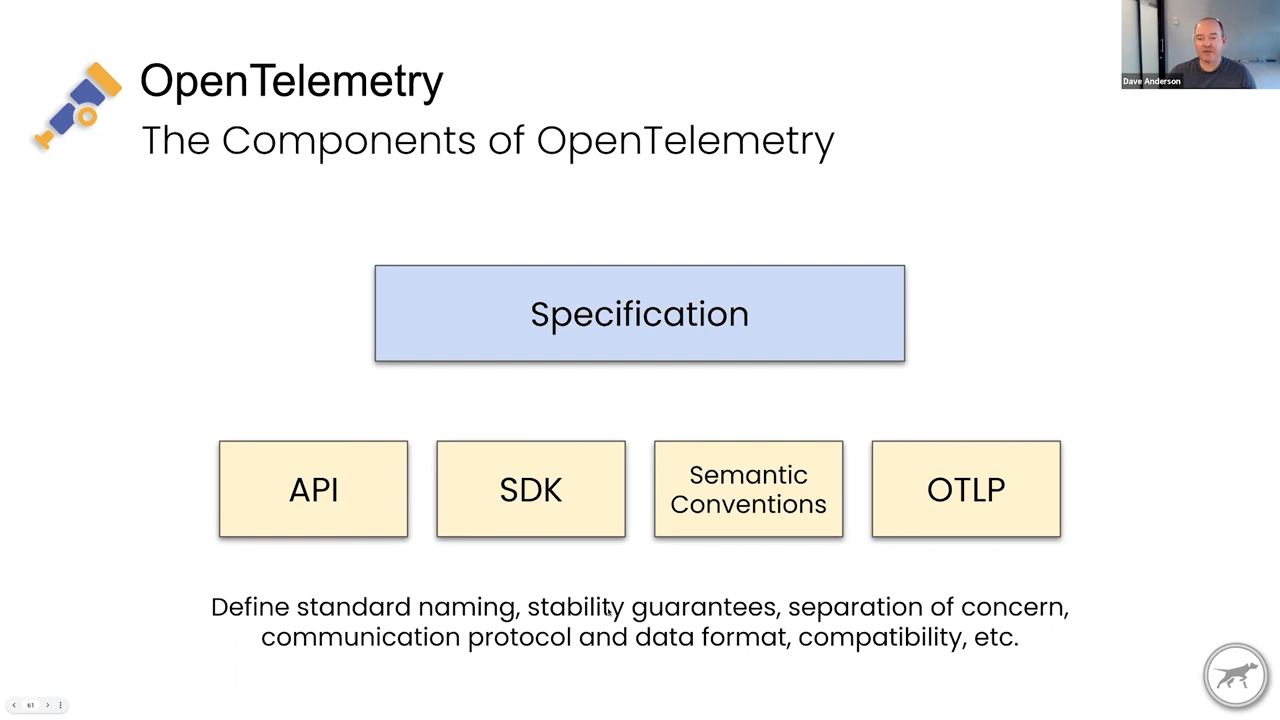 OpenTelemetry
The Components of OpenTelemetry
Dave Anderson
Specification
API
SDK
Semantic
Conventions
OTLP
Define standard naming, stability guarantees, separation of concern,
communication protocol and data format, compatibility, etc.
61